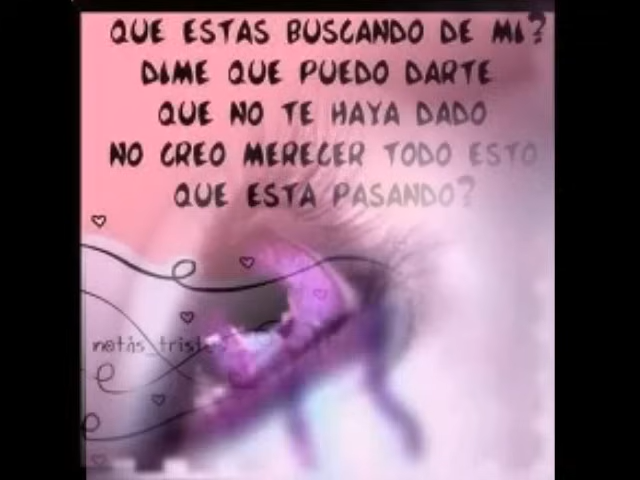 QUE ESTAS BUSCANDO DE MI?
DIME QUE PUEDO DARTE
QUE NO TE HAYA DADO
NO CREO MERECER TODO ESTO
QUE ESTA PASANDO?